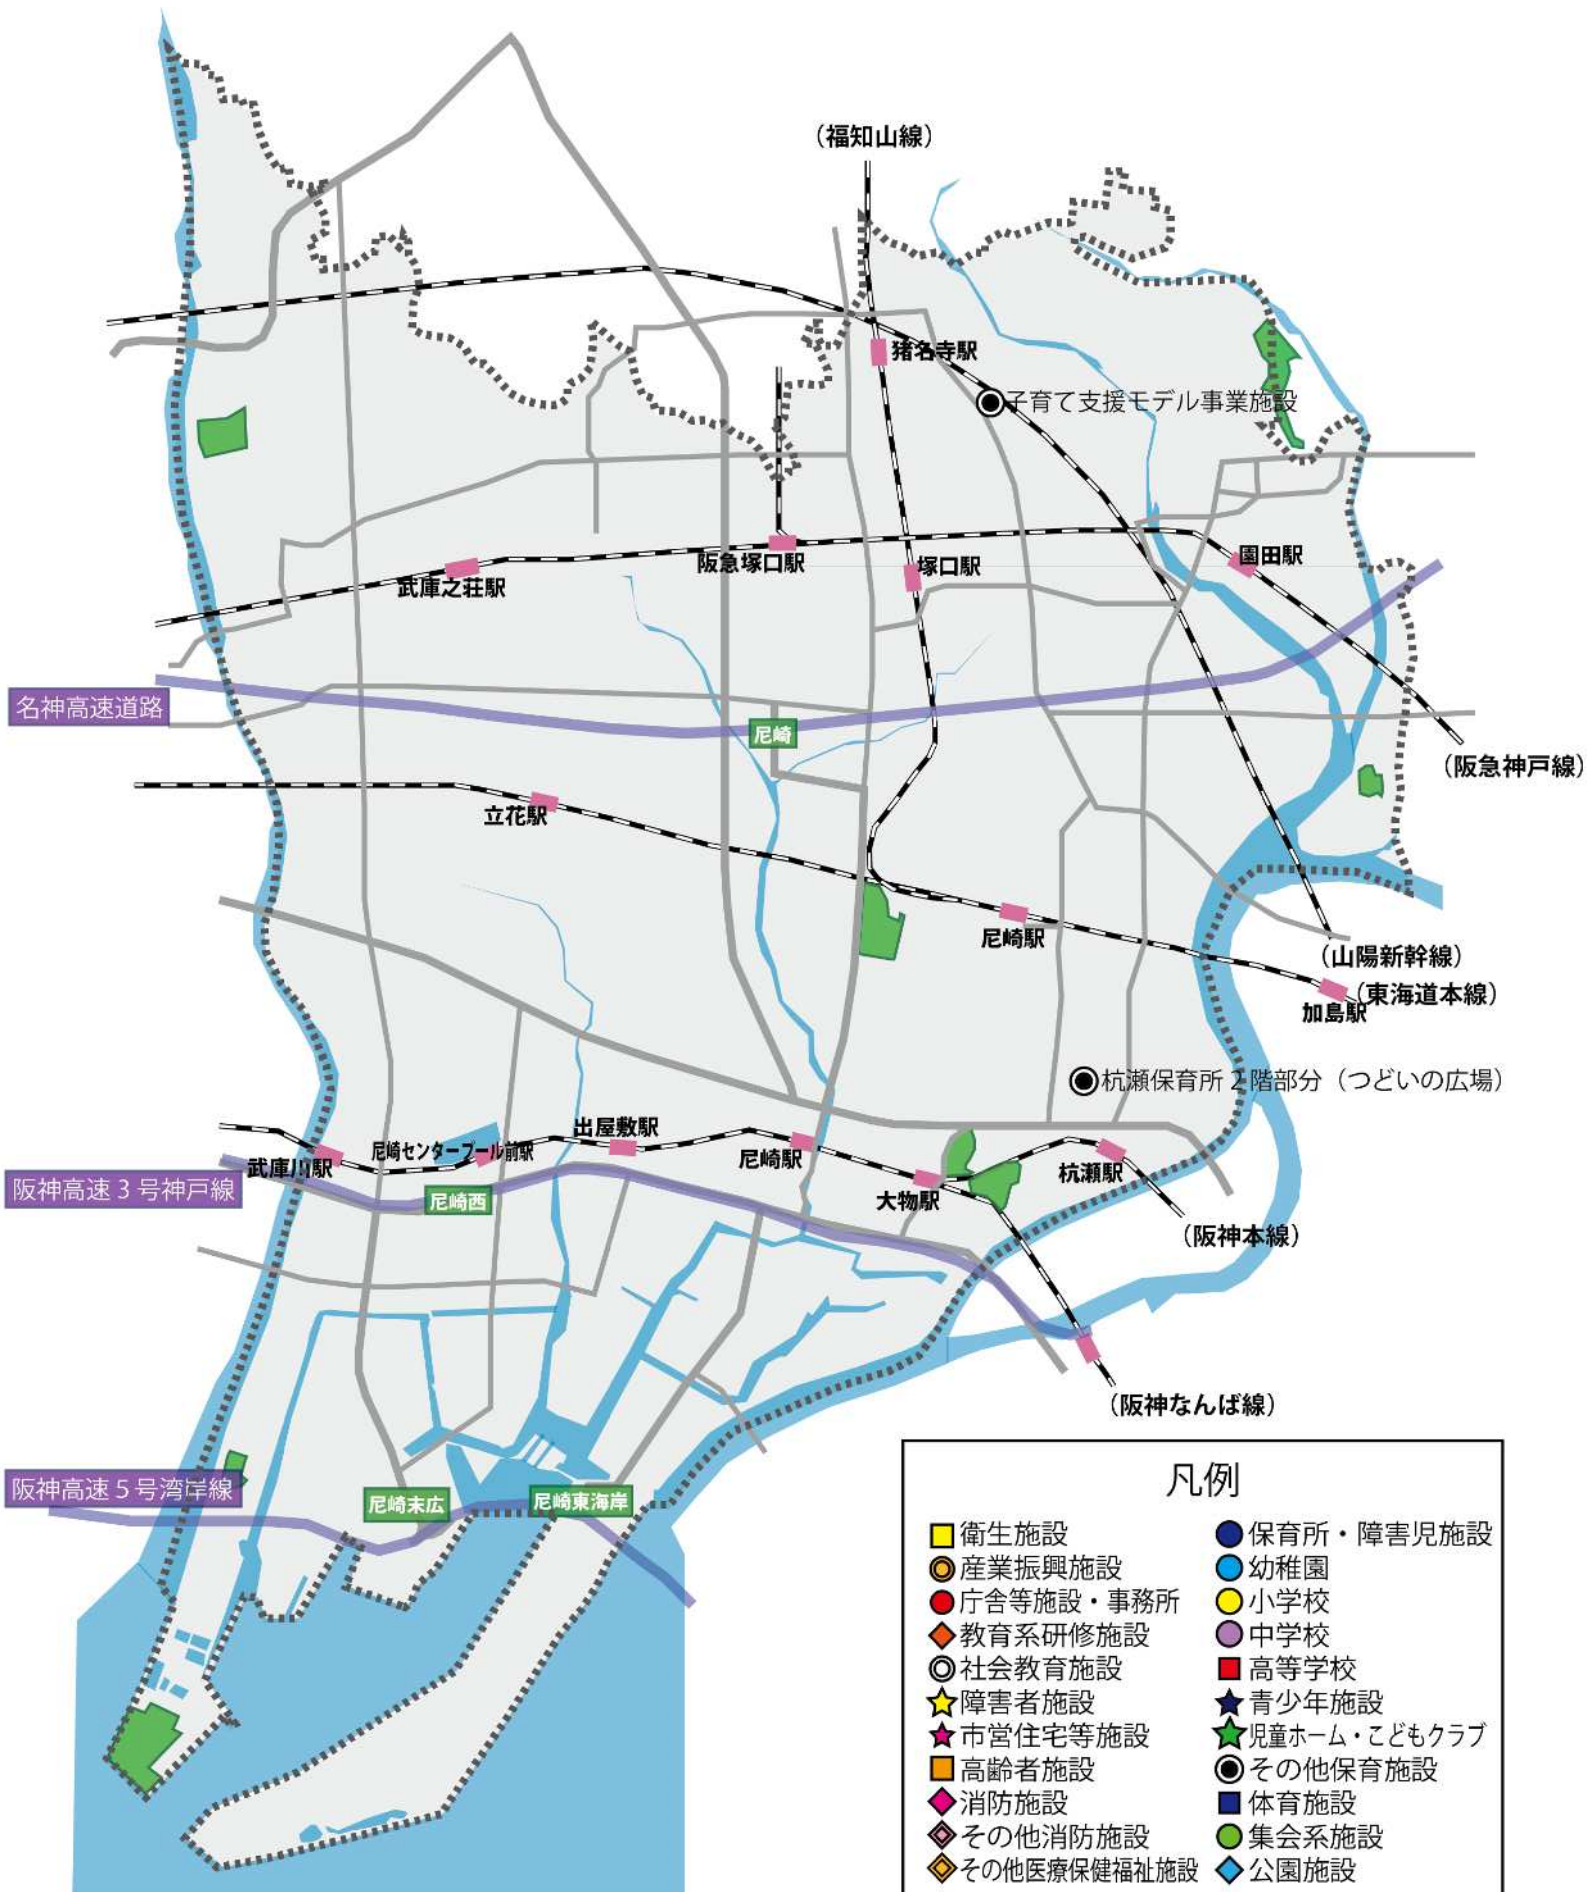 （福知山線）
猪名寺駅
子育て支援モデル事業施設
阪急塚口駅
塚口駅
園田駅
武庫之荘駅
名神高速道路
尼崎
（阪急神戸線）
立花駅
尼崎駅
（山陽新幹線）
（東海道本線）
加島駅
杭瀬保育所２階部分（つどいの広場）
出屋敷駅
尼崎センタープール前駅
尼崎駅
武庫川駅
杭瀬駅
阪神高速３号神戸線
尼崎西
大物駅
（阪神本線）
（阪神なんば線）
阪神高速５号湾岸線
尼崎末広
尼崎東海岸
凡例
衛生施設
産業振興施設
庁舎等施設・事務所
教育系研修施設
社会教育施設
障害者施設
市営住宅等施設
高齢者施設
消防施設
その他消防施設
その他医療保健福祉施設
保育所・障害児施設
幼稚園
小学校
中学校
高等学校
青少年施設
児童ホーム・こどもクラブ
その他保育施設
体育施設
集会系施設
公園施設